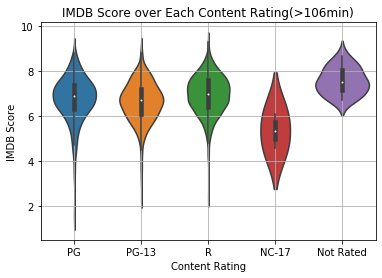 IMDB Score over Each Content Rating(>106min)
10
8
6
4
2
IMDB Score
PG
PG-13
R
NC-17
Not Rated
Content Rating